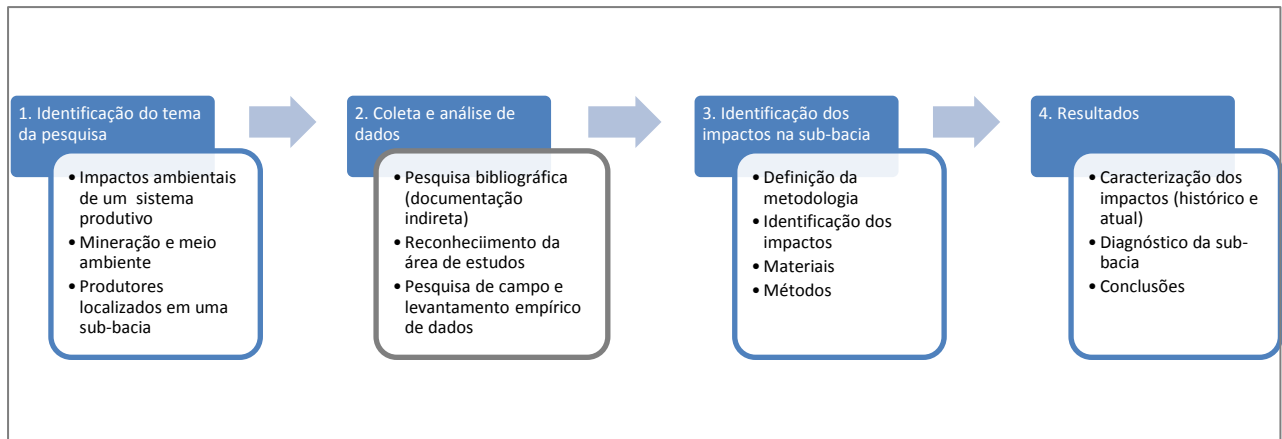 1. Identificação do tema
da pesquisa
• Impactos ambientais
de um sistema
produtivo
• Mineração e meio
ambiente
• Produtores
localizados em uma
sub-bacia
2. Coleta e análise de
dados
• Pesquisa bibliográfica
(documentação
indireta)
• Reconheciimento da
área de estudos
• Pesquisa de campo e
levantamento empírico
de dados
3. Identificação dos
impactos na sub-bacia
• Definição da
metodologia
• Identificação dos
impactos
• Materiais
• Métodos
4. Resultados
• Caracterização dos
impactos (histórico e
atual)
• Diagnóstico da sub-
bacia
• Conclusões